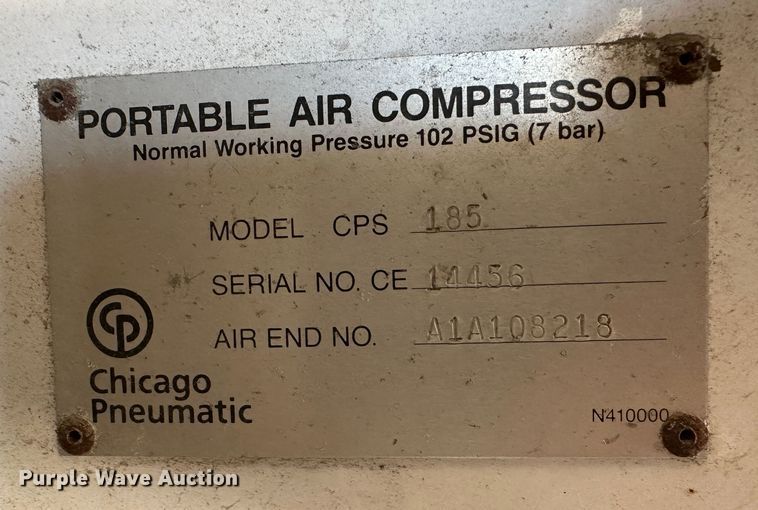 PORTABLE AIR COMPRESSOR
Normal Working Pressure 102 PSIG (7 bar)
MODEL CPS 185
SERIAL NO. CE 14456
AIR END NO. A1A108218
CP
Chicago
Pneumatic
N410000
Purple Wave Auction